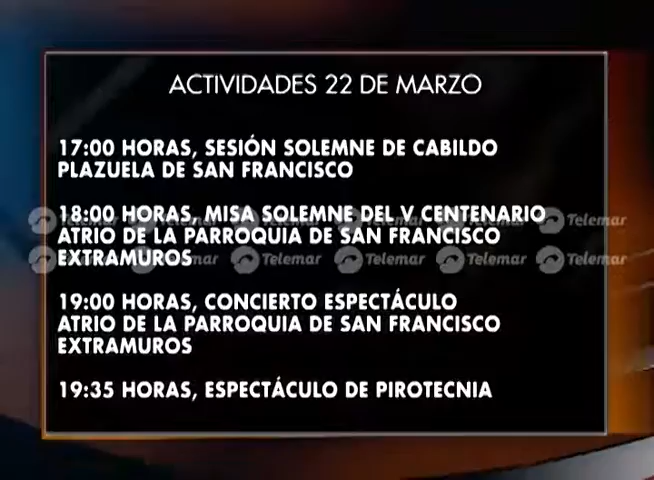 ACTIVIDADES 22 DE MARZO
17:00 HORAS, SESIÓN SOLEMNE DE CABILDO
PLAZUELA DE SAN FRANCISCO
18:00 HORAS, MISA SOLEMNE DEL V CENTENARIO
ATRIO DE LA PARROQUIA DE SAN FRANCISCO
EXTRAMUROS
Telemar Telemar Telemar Telemar Telemar Telemar
Telemar Telemar Telemar Telemar Telemar Telemar
19:00 HORAS, CONCIERTO ESPECTÁCULO
ATRIO DE LA PARROQUIA DE SAN FRANCISCO
EXTRAMUROS
19:35 HORAS, ESPECTÁCULO DE PIROTECNIA